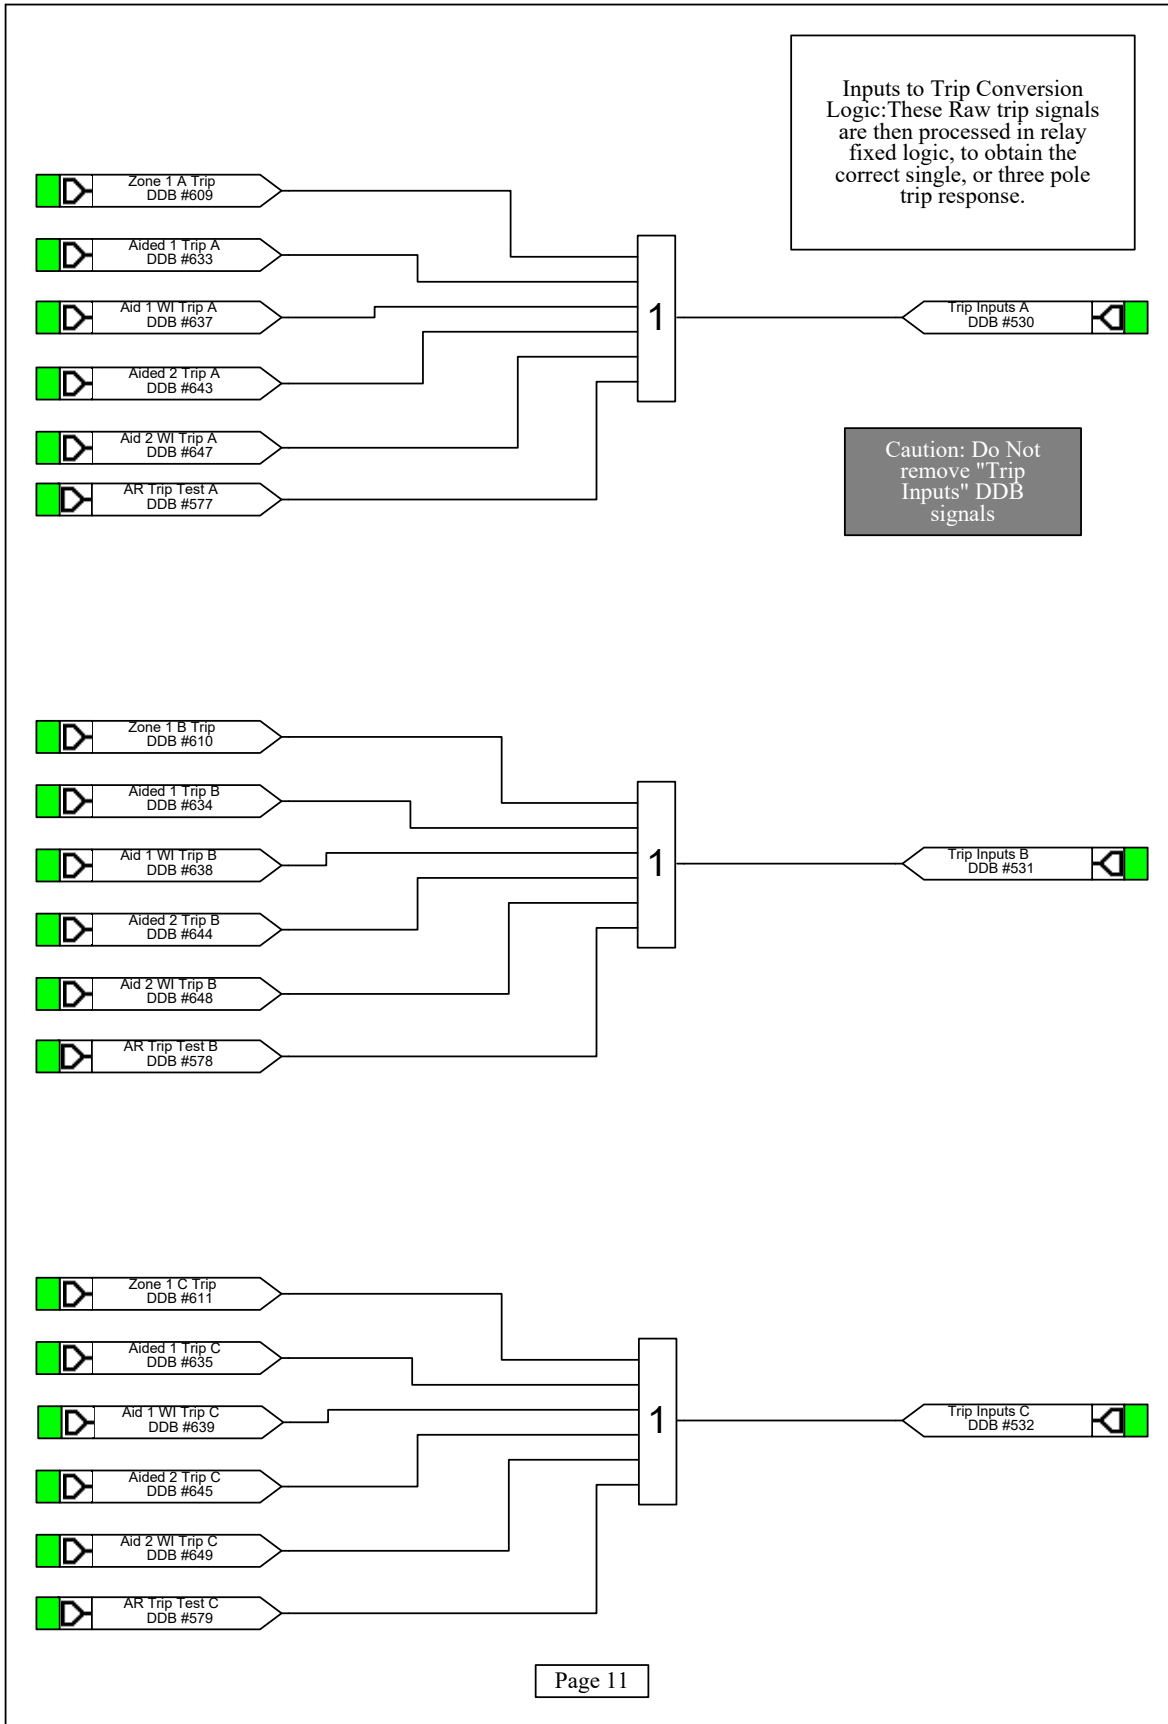 Inputs to Trip Conversion
Logic:These Raw trip signals
are then processed in relay
fixed logic, to obtain the
correct single, or three pole
trip response.
Zone 1 A Trip
DDB #609
Aided 1 Trip A
DDB #633
Aid 1 WI Trip A
DDB #637
Aided 2 Trip A
DDB #643
Aid 2 WI Trip A
DDB #647
AR Trip Test A
DDB #577
1
Trip Inputs A
DDB #530
Caution: Do Not
remove "Trip
Inputs" DDB
signals
Zone 1 B Trip
DDB #610
Aided 1 Trip B
DDB #634
Aid 1 WI Trip B
DDB #638
Aided 2 Trip B
DDB #644
Aid 2 WI Trip B
DDB #648
AR Trip Test B
DDB #578
1
Trip Inputs B
DDB #531
Zone 1 C Trip
DDB #611
Aided 1 Trip C
DDB #635
Aid 1 WI Trip C
DDB #639
Aided 2 Trip C
DDB #645
Aid 2 WI Trip C
DDB #649
AR Trip Test C
DDB #579
1
Trip Inputs C
DDB #532
Page 11